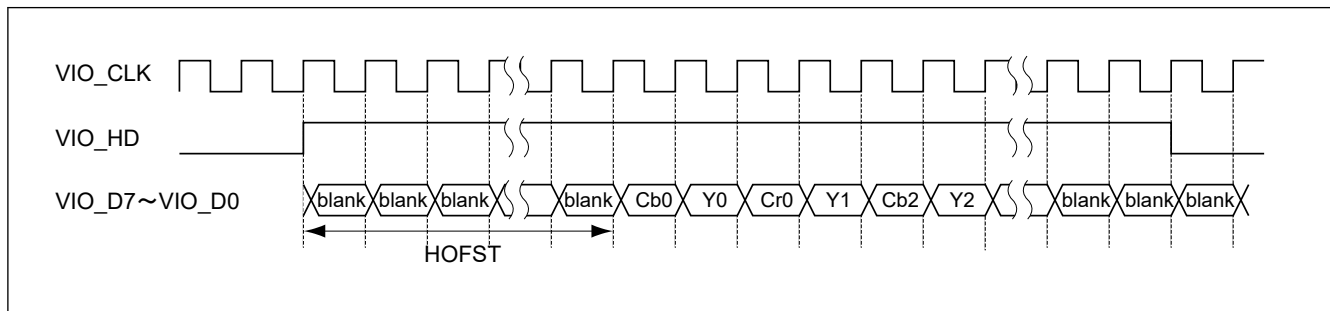 VIO_CLK
VIO_HD
VIO_D7～VIO_D0 blank blank blank blank Cb0 Y0 Cr0 Y1 Cb2 Y2 blank blank blank
HOFST